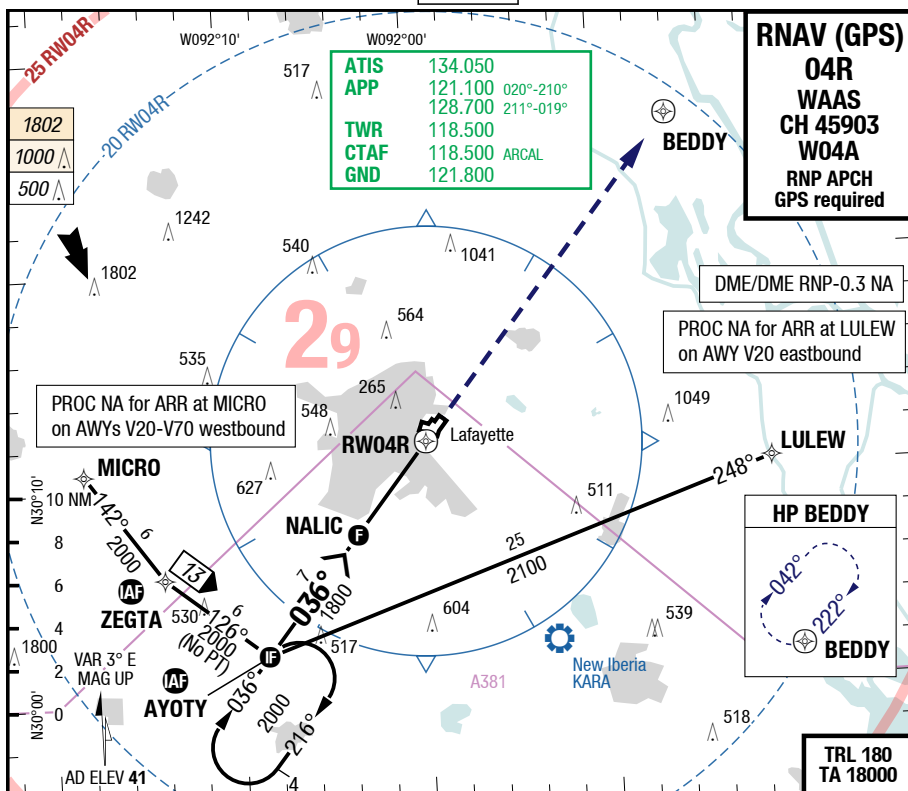 RNAV (GPS)
04R
WAAS
CH 45903
W04A
RNP APCH
GPS required
25 RW04R
20 RW04R
W092°10'
W092°00'
ATIS 134.050
APP 121.100 020°-210°
128.700 211°-019°
TWR 118.500
CTAF 118.500 ARCAL
GND 121.800
1802
1000
500
517
1242
1802
540
1041
BEDDY
DME/DME RNP-0.3 NA
PROC NA for ARR at LULEW
on AWY V20 eastbound
29
564
535
265
548
1049
PROC NA for ARR at MICRO
on AWYs V20-V70 westbound
RW04R
Lafayette
LULEW
248°
MICRO
627
511
N30°10'
10 NM
8
6
4
2
0
142°
6
2000
NALIC
F
25
2100
HP BEDDY
042°
222°
BEDDY
13
IAF
ZEGTA
530
126°
6
2000
(No PT)
036°
7
1800
604
539
517
1800
VAR 3° E
MAG UP
IAF
AYOTY
IF
036°
2000
216°
4
A381
New Iberia
KARA
N30°00'
518
AD ELEV 41
TRL 180
TA 18000